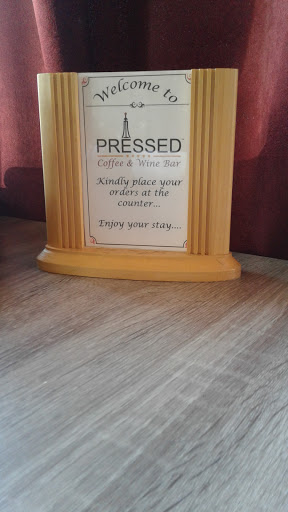 Welcome to
PRESSED
Coffee & Wine Bar
Kindly place your
orders at the
counter...
Enjoy your stay....